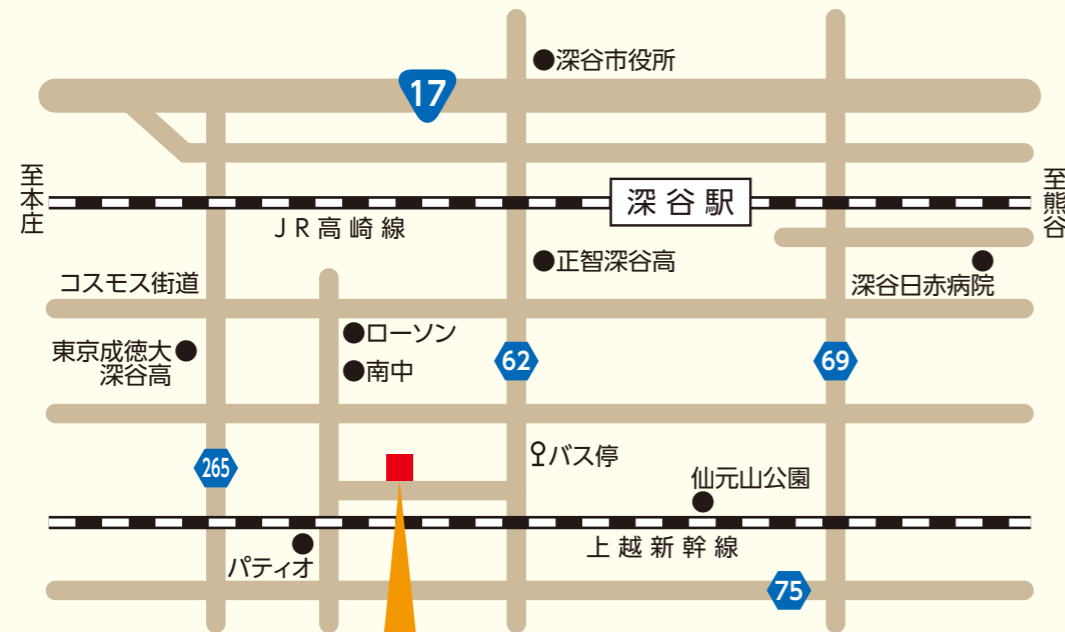 深谷市役所
17
至本庄
深谷駅
至熊谷
JR高崎線
正智深谷高
コスモス街道
深谷日赤病院
ローソン
東京成徳大
深谷高
南中
62
69
バス停
265
仙元山公園
上越新幹線
パティオ
75